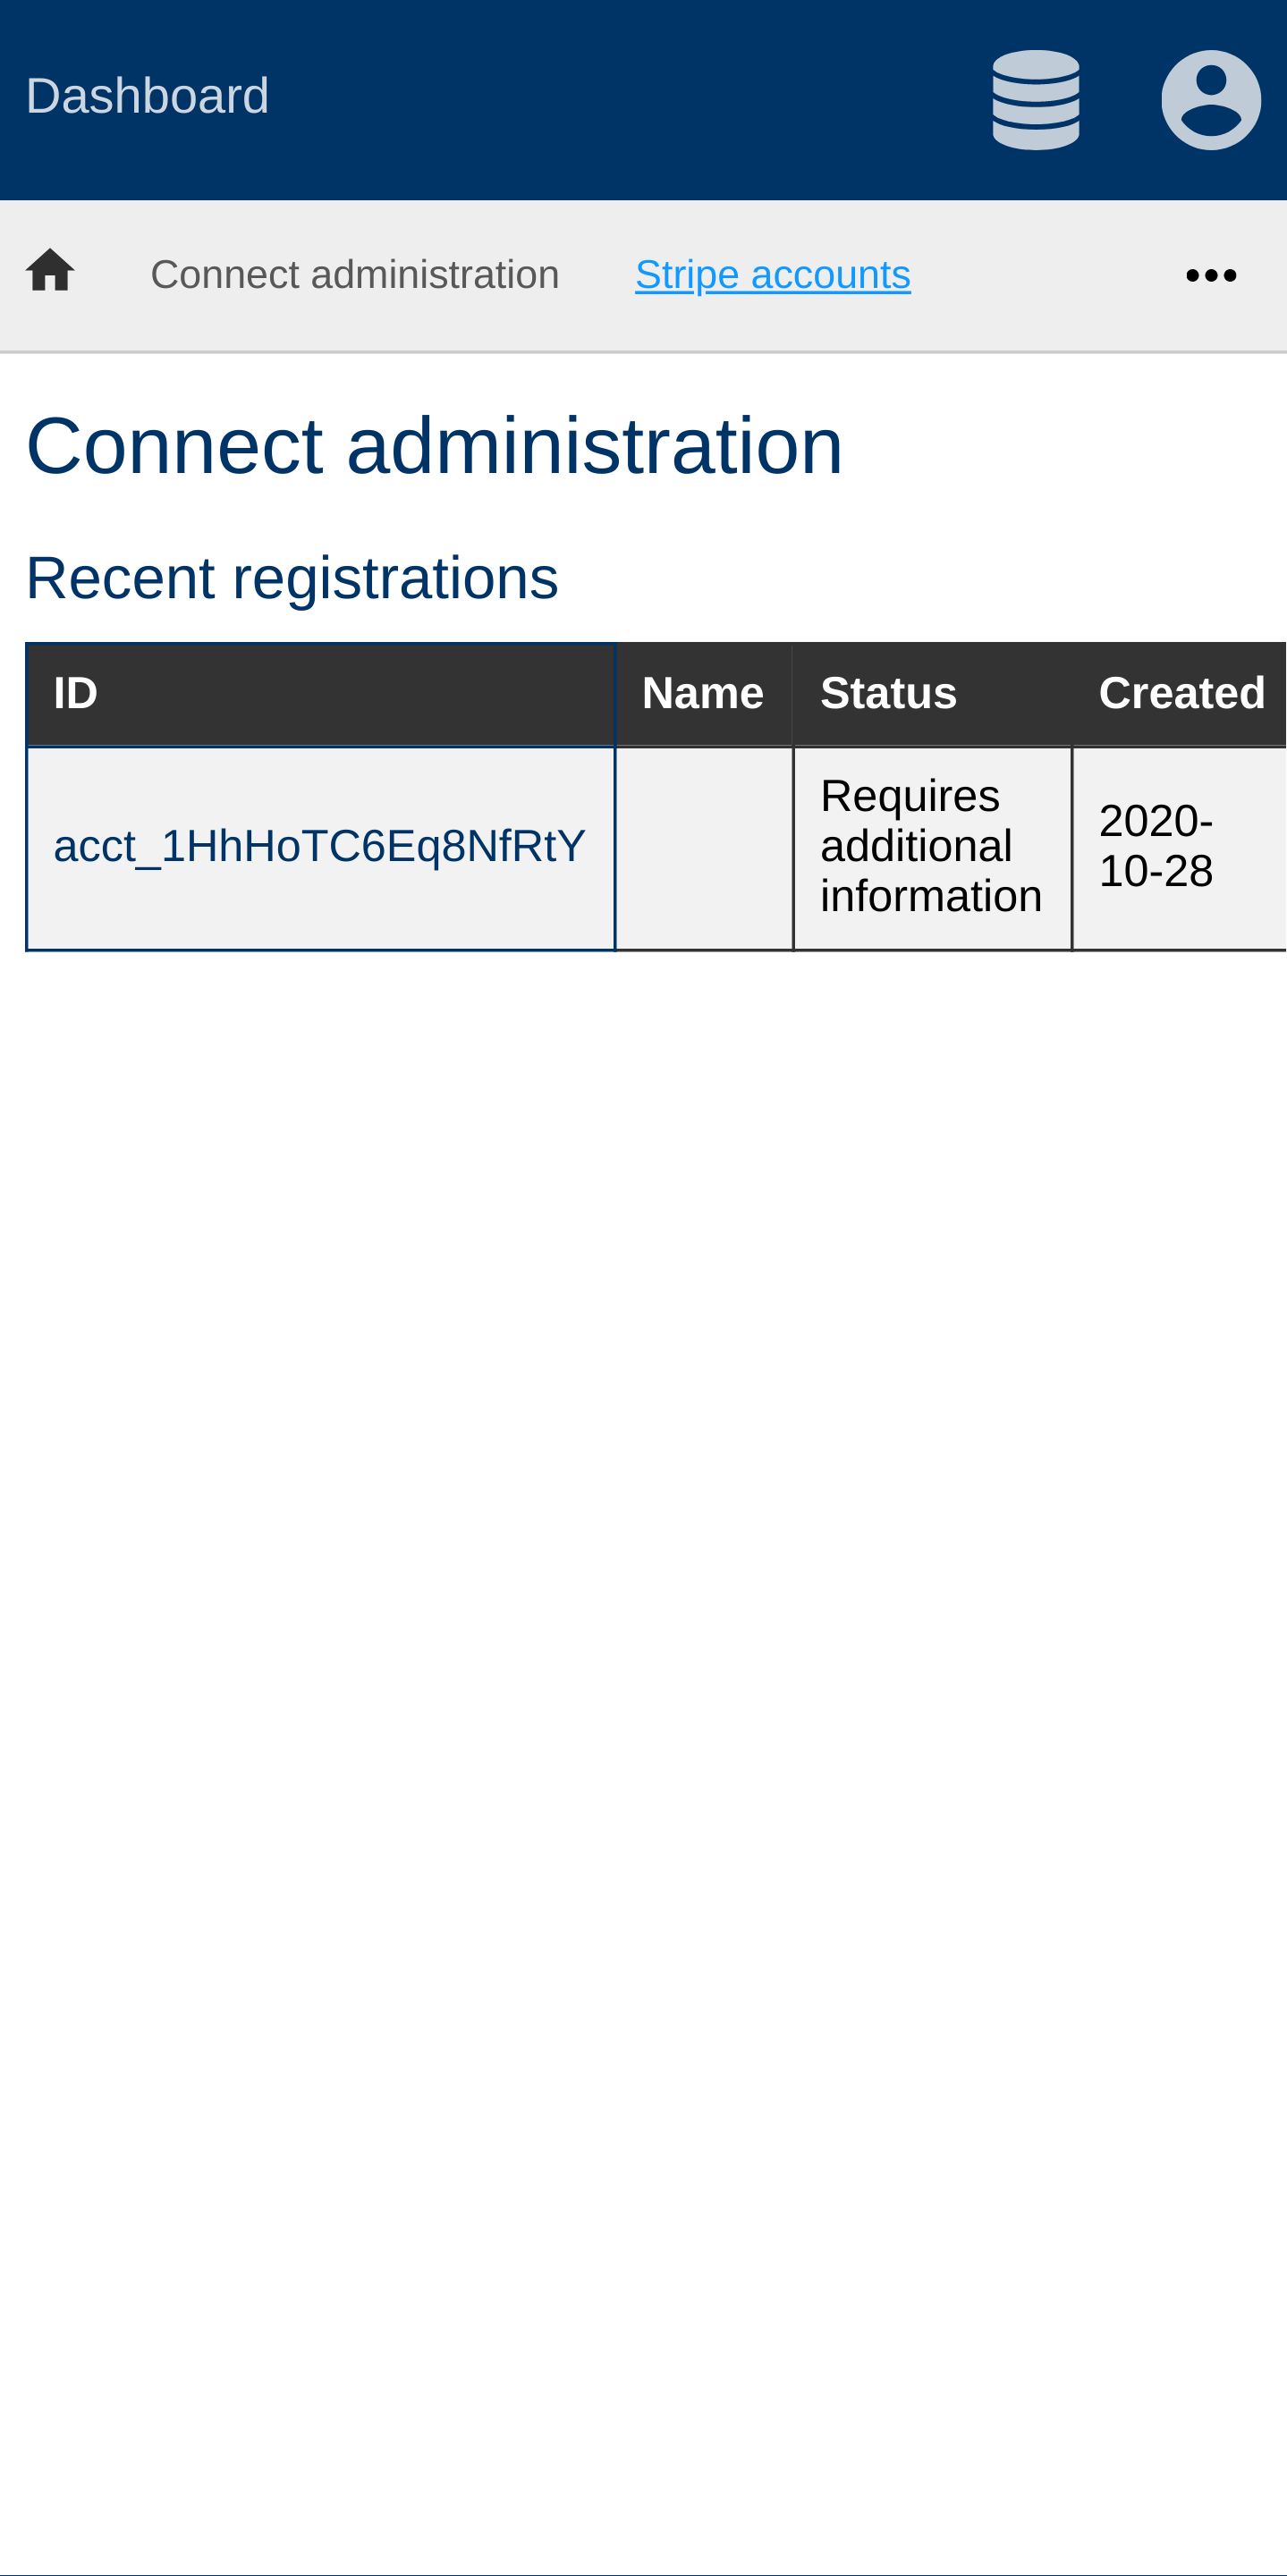 Dashboard
Connect administration Stripe accounts
Connect administration
Recent registrations
ID Name Status Created
acct_1HhHoTC6Eq8NfRtY
Requires
additional
information
2020-
10-28